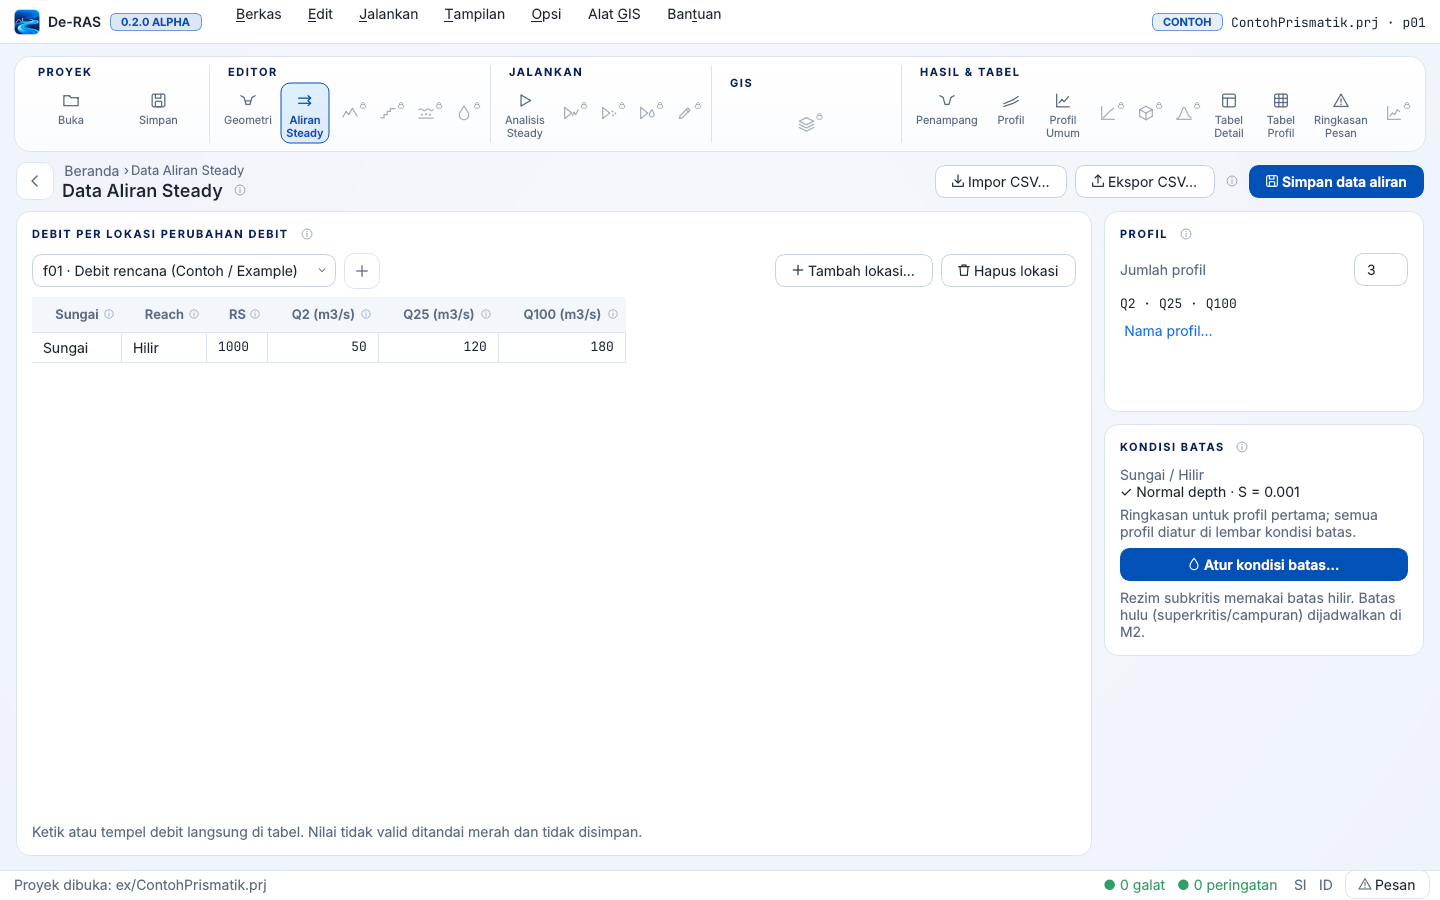 De-RAS 0.2.0 ALPHA Berkas Edit Jalankan Tampilan Opsi Alat GIS Bantuan CONTOH ContohPrismatik.prj · p01
PROYEK EDITOR JALANKAN GIS HASIL & TABEL
Buka Simpan Geometri Aliran Steady Analisis Steady Penampang Profil Profil Umum Tabel Detail Tabel Profil Ringkasan Pesan
Beranda › Data Aliran Steady
Data Aliran Steady
Impor CSV... Ekspor CSV... Simpan data aliran
DEBIT PER LOKASI PERUBAHAN DEBIT
f01 · Debit rencana (Contoh / Example) Tambah lokasi... Hapus lokasi
Sungai Reach RS Q2 (m3/s) Q25 (m3/s) Q100 (m3/s)
Sungai Hilir 1000 50 120 180
Ketik atau tempel debit langsung di tabel. Nilai tidak valid ditandai merah dan tidak disimpan.
PROFIL
Jumlah profil 3
Q2 · Q25 · Q100
Nama profil...
KONDISI BATAS
Sungai / Hilir
✓ Normal depth · S = 0.001
Ringkasan untuk profil pertama; semua
profil diatur di lembar kondisi batas.
Atur kondisi batas...
Rezim subkritis memakai batas hilir. Batas
hulu (superkritis/campuran) dijadwalkan di
M2.
Proyek dibuka: ex/ContohPrismatik.prj 0 galat 0 peringatan SI ID Pesan